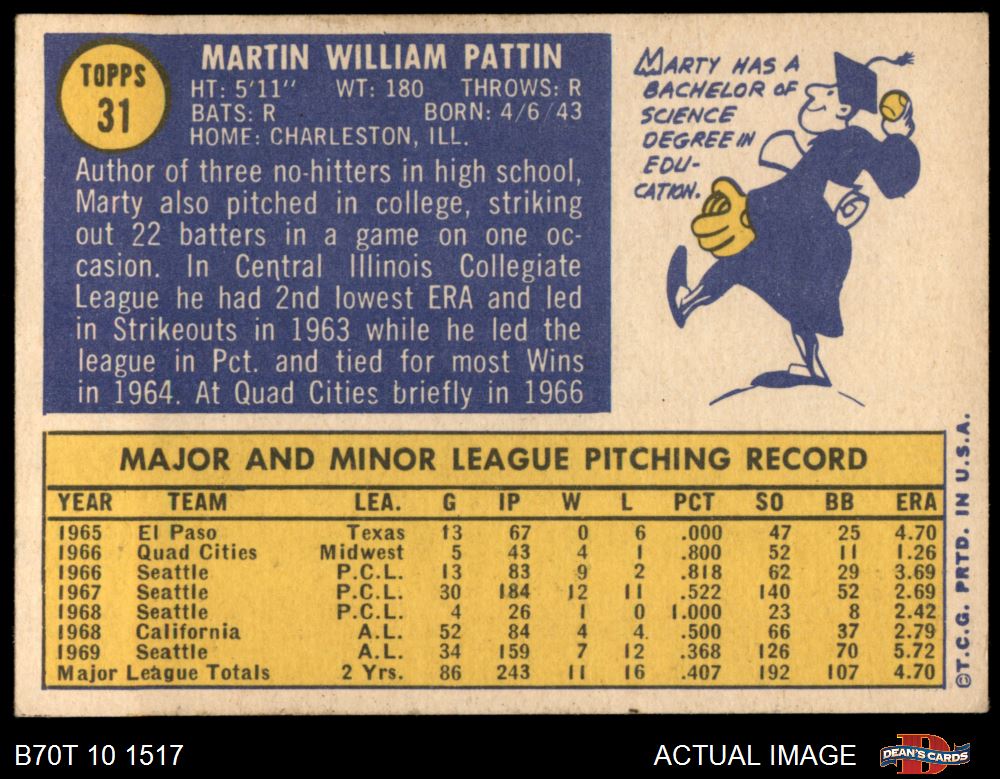 TOPPS
31
MARTIN WILLIAM PATTIN
HT: 5'11" WT: 180 THROWS: R
BATS: R BORN: 4/6/43
HOME: CHARLESTON, ILL.
Author of three no-hitters in high school,
Marty also pitched in college, striking
out 22 batters in a game on one oc-
casion. In Central Illinois Collegiate
League he had 2nd lowest ERA and led
in Strikeouts in 1963 while he led the
league in Pct. and tied for most Wins
in 1964. At Quad Cities briefly in 1966
MARTY HAS A
BACHELOR OF
SCIENCE
DEGREE IN
EDU-
CATION.
MAJOR AND MINOR LEAGUE PITCHING RECORD
YEAR TEAM LEA. G IP W L PCT SO BB ERA
1965 El Paso Texas 13 67 0 6 .000 47 25 4.70
1966 Quad Cities Midwest 5 43 4 1 .800 52 11 1.26
1966 Seattle P.C.L. 13 83 9 2 .818 62 29 3.69
1967 Seattle P.C.L. 30 184 12 11 .522 140 52 2.69
1968 Seattle P.C.L. 4 26 1 0 1.000 23 8 2.42
1968 California A.L. 52 84 4 4. .500 66 37 2.79
1969 Seattle A.L. 34 159 7 12 .368 126 70 5.72
Major League Totals 2 Yrs. 86 243 11 16 .407 192 107 4.70
©T.C.G. PRTD. IN U.S.A.
B70T 10 1517
ACTUAL IMAGE
DEAN'S CARDS